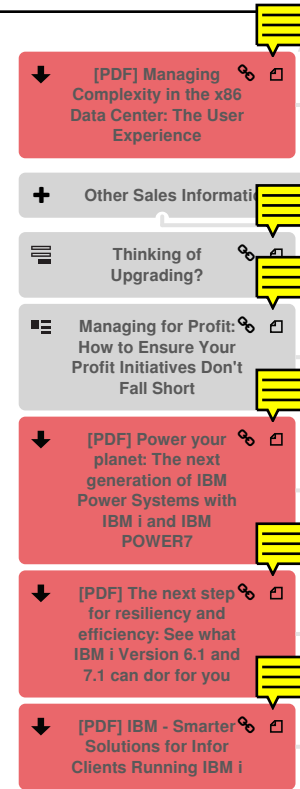 [PDF] Managing
Complexity in the x86
Data Center: The User
Experience
Other Sales Informati
Thinking of
Upgrading?
Managing for Profit:
How to Ensure Your
Profit Initiatives Don't
Fall Short
[PDF] Power your
planet: The next
generation of IBM
Power Systems with
IBM i and IBM
POWER7
[PDF] The next step
for resiliency and
efficiency: See what
IBM i Version 6.1 and
7.1 can dor for you
[PDF] IBM - Smarter
Solutions for Infor
Clients Running IBM i